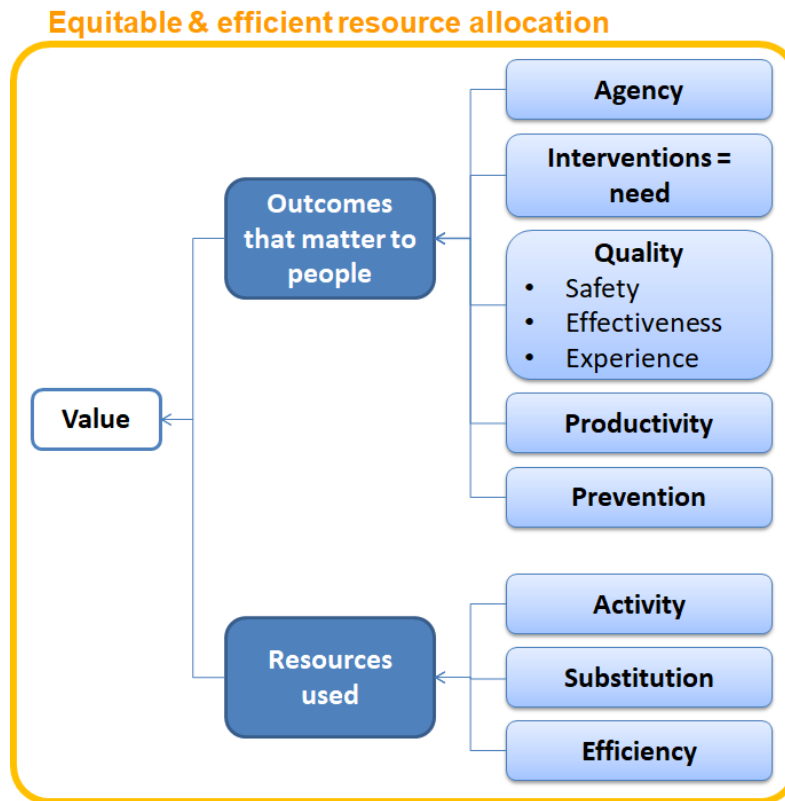 Equitable & efficient resource allocation
Agency
Interventions =
need
Outcomes
that matter to
people
Quality
• Safety
• Effectiveness
• Experience
Value
Productivity
Prevention
Activity
Resources
used
Substitution
Efficiency